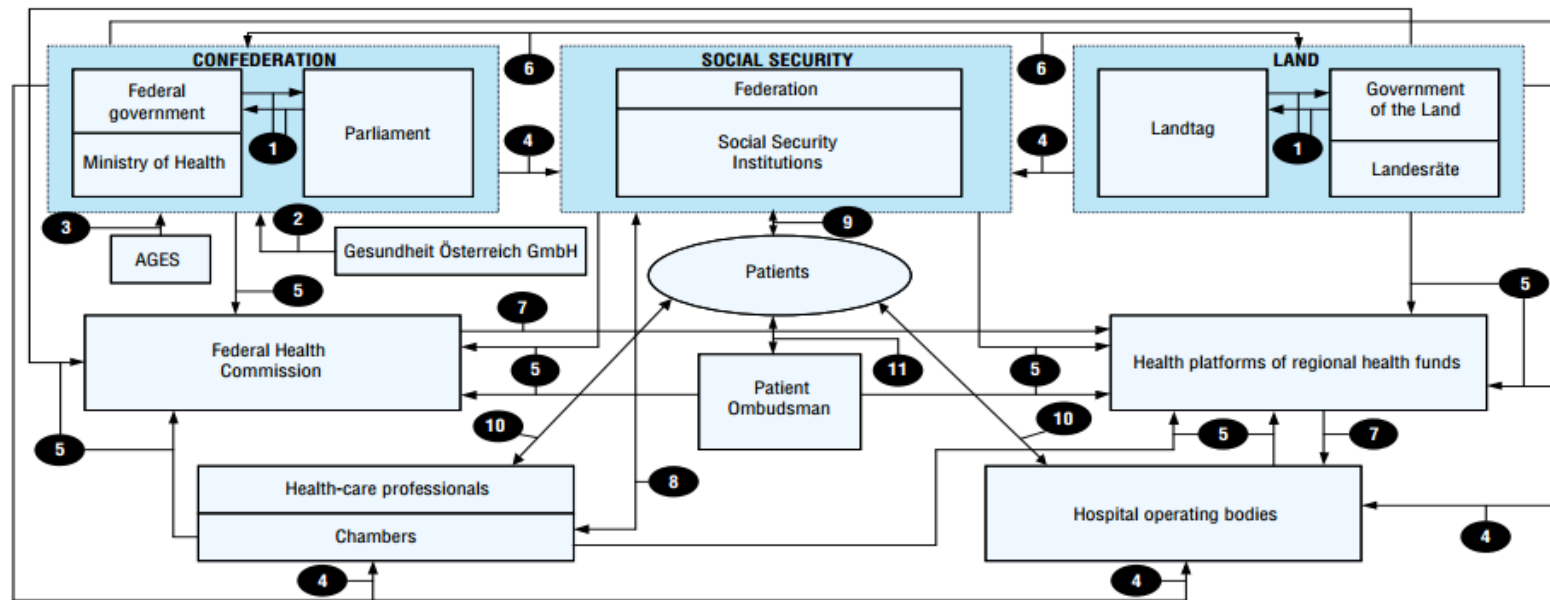 CONFEDERATION
SOCIAL SECURITY
LAND
6
6
Federal
government
Ministry of Health
1
Parliament
4
Federation
Social Security
Institutions
4
Landtag
1
Government
of the Land
Landesräte
3
2
9
AGES
Gesundheit Österreich GmbH
Patients
5
5
7
Federal Health
Commission
5
11
5
Health platforms of regional health funds
Patient
Ombudsman
10
10
5
5
7
8
Health-care professionals
Chambers
Hospital operating bodies
4
4
4